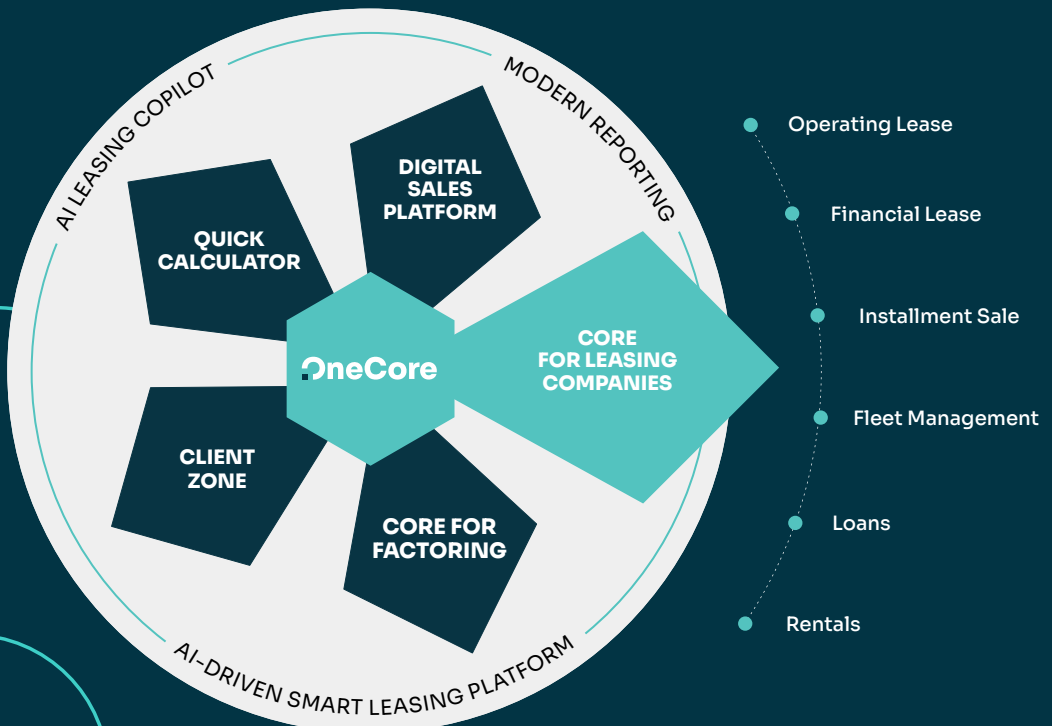 AI LEASING COPILOT
MODERN REPORTING
DIGITAL
SALES
PLATFORM
QUICK
CALCULATOR
OneCore
CORE
FOR LEASING
COMPANIES
CLIENT
ZONE
CORE FOR
FACTORING
AI-DRIVEN SMART LEASING PLATFORM
Operating Lease
Financial Lease
Installment Sale
Fleet Management
Loans
Rentals